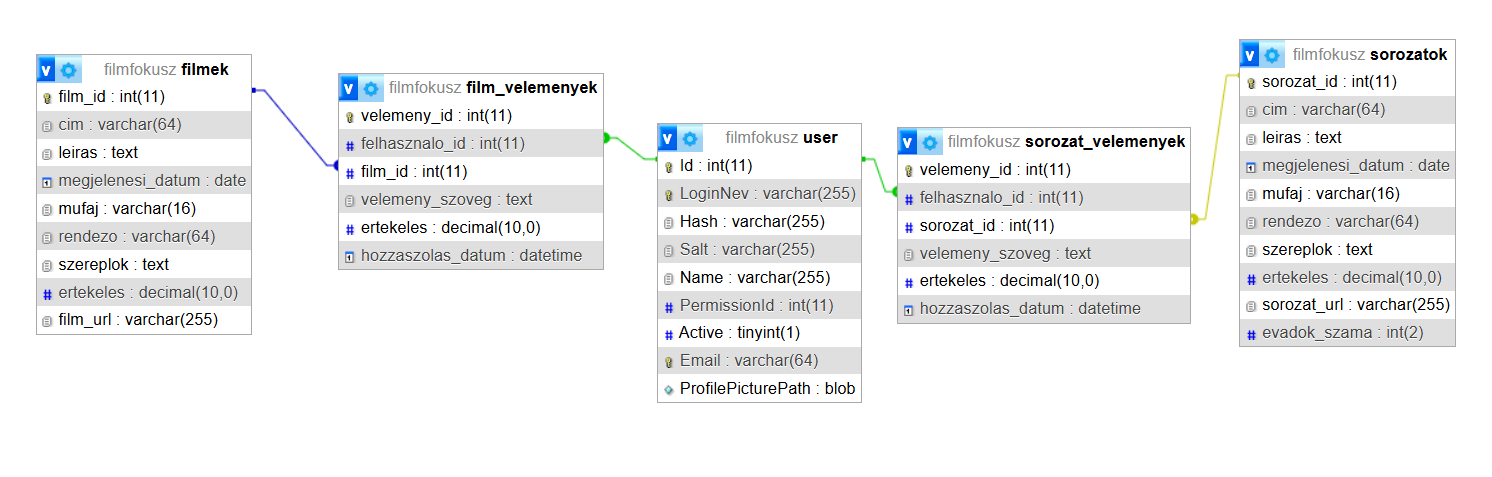 v filmfokusz filmek
film_id : int(11)
cim : varchar(64)
leiras : text
megjelenesi_datum : date
mufaj : varchar(16)
rendezo : varchar(64)
szereplok : text
ertekeles : decimal(10,0)
film_url : varchar(255)
v filmfokusz film_velemenyek
velemeny_id : int(11)
felhasznalo_id : int(11)
film_id : int(11)
velemeny_szoveg : text
ertekeles : decimal(10,0)
hozzaszolas_datum : datetime
v filmfokusz user
Id : int(11)
LoginNev : varchar(255)
Hash : varchar(255)
Salt : varchar(255)
Name : varchar(255)
PermissionId : int(11)
Active : tinyint(1)
Email : varchar(64)
ProfilePicturePath : blob
v filmfokusz sorozat_velemenyek
velemeny_id : int(11)
felhasznalo_id : int(11)
sorozat_id : int(11)
velemeny_szoveg : text
ertekeles : decimal(10,0)
hozzaszolas_datum : datetime
v filmfokusz sorozatok
sorozat_id : int(11)
cim : varchar(64)
leiras : text
megjelenesi_datum : date
mufaj : varchar(16)
rendezo : varchar(64)
szereplok : text
ertekeles : decimal(10,0)
sorozat_url : varchar(255)
evadok_szama : int(2)